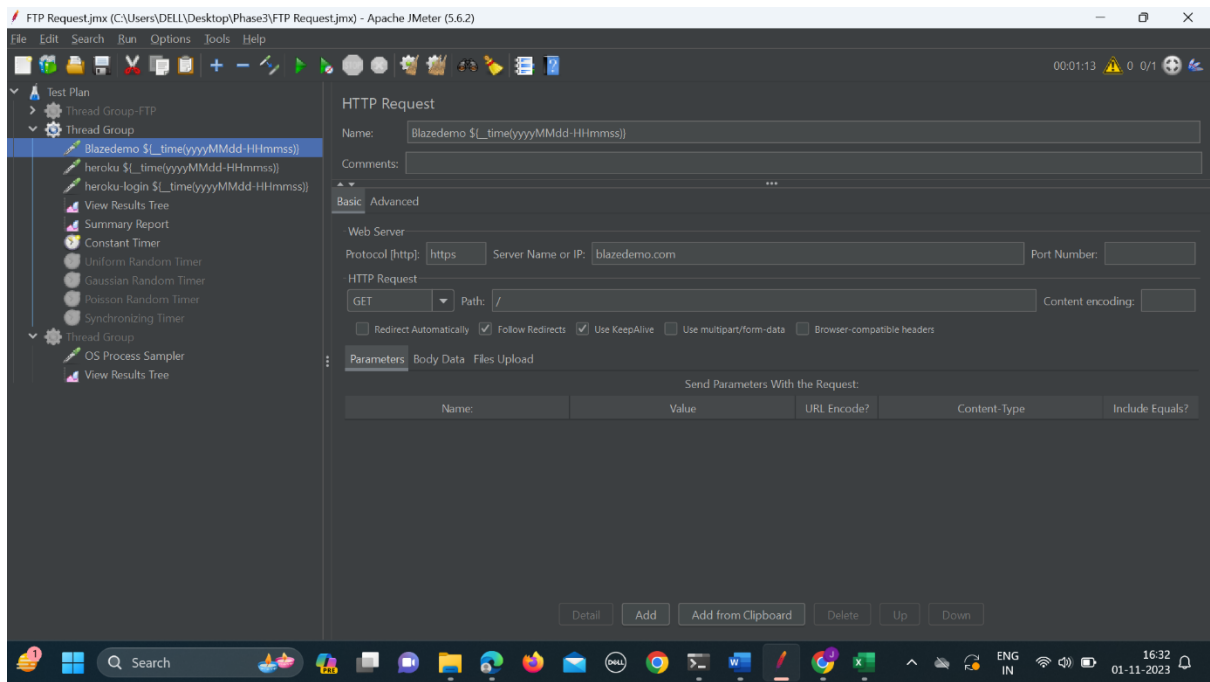 FTP Request.jmx (C:\Users\DELL\Desktop\Phase3\FTP Request.jmx) - Apache JMeter (5.6.2)
File Edit Search Run Options Tools Help
00:01:13 0 0/1
Test Plan
Thread Group-FTP
Thread Group
Blazedemo ${__time(yyyyMMdd-HHmmss)}
heroku ${__time(yyyyMMdd-HHmmss)}
heroku-login ${__time(yyyyMMdd-HHmmss)}
View Results Tree
Summary Report
Constant Timer
Uniform Random Timer
Gaussian Random Timer
Poisson Random Timer
Synchronizing Timer
Thread Group
OS Process Sampler
View Results Tree
HTTP Request
Name: Blazedemo ${__time(yyyyMMdd-HHmmss)}
Comments:
Basic Advanced
Web Server
Protocol [http]: https Server Name or IP: blazedemo.com Port Number:
HTTP Request
GET Path: / Content encoding:
Redirect Automatically Follow Redirects Use KeepAlive Use multipart/form-data Browser-compatible headers
Parameters Body Data Files Upload
Send Parameters With the Request:
Name: Value URL Encode? Content-Type Include Equals?
Detail Add Add from Clipboard Delete Up Down
1 Search PRE DELL W J X ENG 16:32
IN 01-11-2023